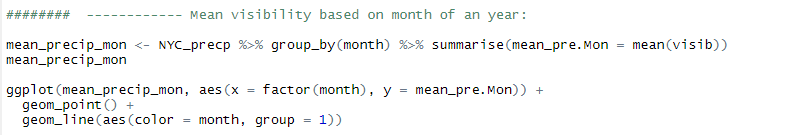 ########  ------------ Mean visibility based on month of an year:
mean_precip_mon <- NYC_precp %>% group_by(month) %>% summarise(mean_pre.Mon = mean(visib))
mean_precip_mon
ggplot(mean_precip_mon, aes(x = factor(month), y = mean_pre.Mon)) +
  geom_point() +
  geom_line(aes(color = month, group = 1))